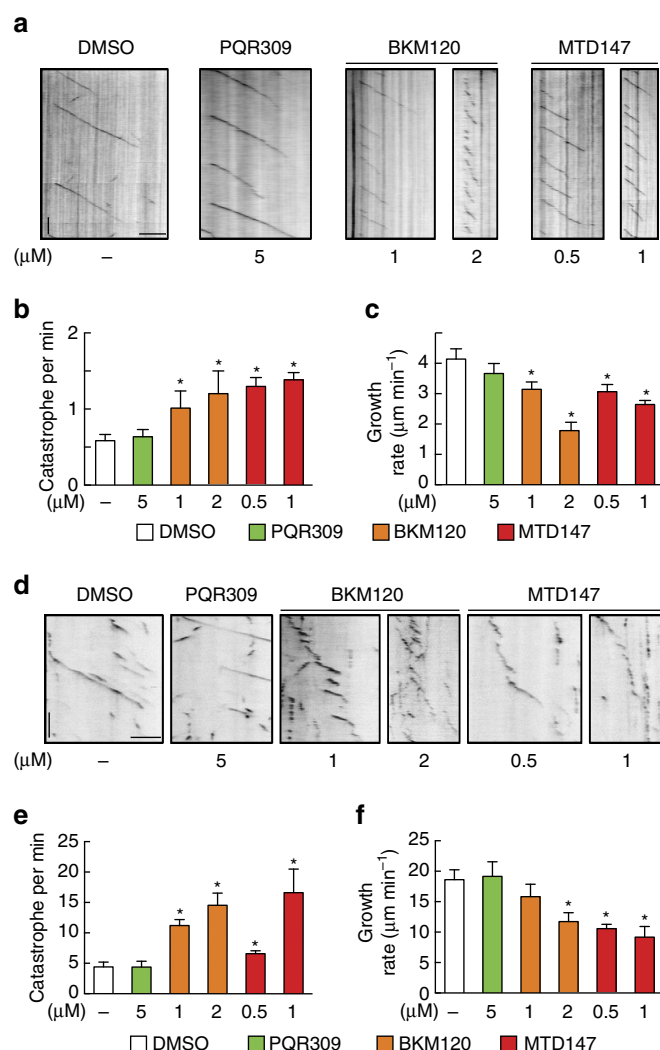 a
DMSO PQR309 BKM120 MTD147
(μM) – 5 1 2 0.5 1
b
Catastrophe per min
2
1
0
* * * *
(μM) – 5 1 2 0.5 1
c
Growth
rate (μm min⁻¹)
4
3
2
1
0
* * * *
(μM) 5 1 2 0.5 1
DMSO PQR309 BKM120 MTD147
d
DMSO PQR309 BKM120 MTD147
(μM) – 5 1 2 0.5 1
e
Catastrophe per min
25
20
15
10
5
0
* * * *
(μM) – 5 1 2 0.5 1
f
Growth
rate (μm min⁻¹)
25
20
15
10
5
0
* * *
(μM) – 5 1 2 0.5 1
DMSO PQR309 BKM120 MTD147